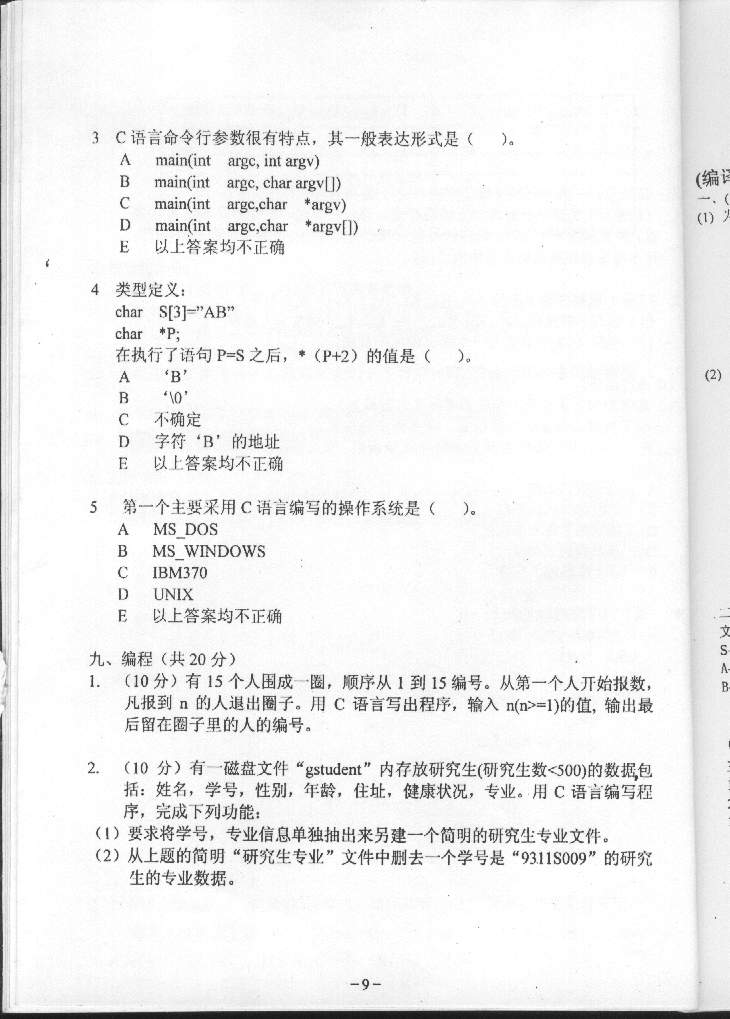 3 C 语言命令行参数很有特点，其一般表达形式是（ ）。
A main(int argc, int argv)
B main(int argc, char argv[])
C main(int argc,char *argv)
D main(int argc,char *argv[])
E 以上答案均不正确
4 类型定义：
char S[3]=”AB”
char *P;
在执行了语句 P=S 之后，*（P+2）的值是（ ）。
A ‘B’
B ‘\0’
C 不确定
D 字符‘B’的地址
E 以上答案均不正确
5 第一个主要采用 C 语言编写的操作系统是（ ）。
A MS_DOS
B MS_WINDOWS
C IBM370
D UNIX
E 以上答案均不正确
九、编程（共 20 分）
1. （10 分）有 15 个人围成一圈，顺序从 1 到 15 编号。从第一个人开始报数，
凡报到 n 的人退出圈子。用 C 语言写出程序，输入 n(n>=1)的值, 输出最
后留在圈子里的人的编号。
2. （10 分）有一磁盘文件“gstudent”内存放研究生(研究生数<500)的数据,包
括：姓名，学号，性别，年龄，住址，健康状况，专业。用 C 语言编写程
序，完成下列功能：
（1）要求将学号，专业信息单独抽出来另建一个简明的研究生专业文件。
（2）从上题的简明“研究生专业”文件中删去一个学号是“9311S009”的研究
生的专业数据。
-9-
(编译
一、(
(1)
(2)
二
文
S
A
B